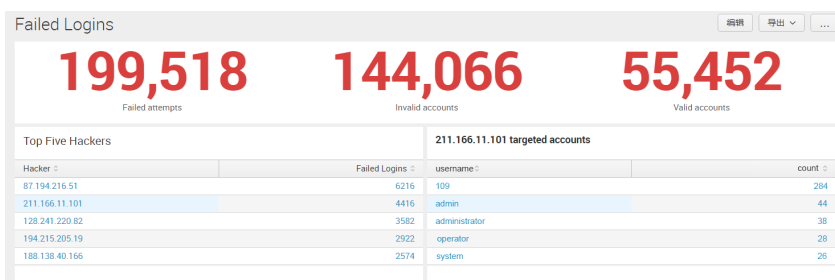 Failed Logins
编辑 导出 ...
199,518 144,066 55,452
Failed attempts Invalid accounts Valid accounts
Top Five Hackers
Hacker Failed Logins
87.194.216.51 6216
211.166.11.101 4416
128.241.220.82 3582
194.215.205.19 2922
188.138.40.166 2574
211.166.11.101 targeted accounts
username count
109 284
admin 44
administrator 38
operator 28
system 26